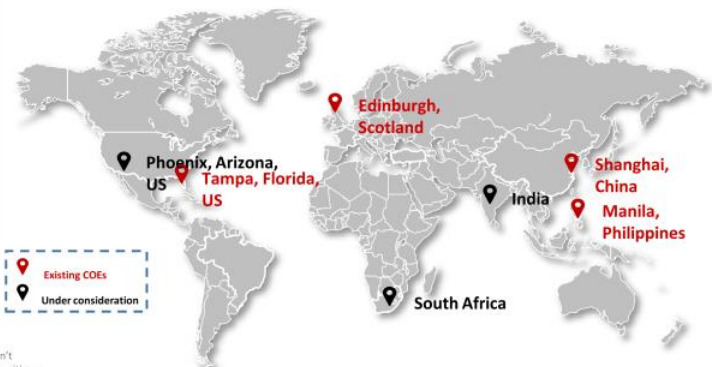 Edinburgh,
Scotland
Phoenix, Arizona,
US
Tampa, Florida,
US
Shanghai,
China
India
Manila,
Philippines
South Africa
Existing COEs
Under consideration
n't